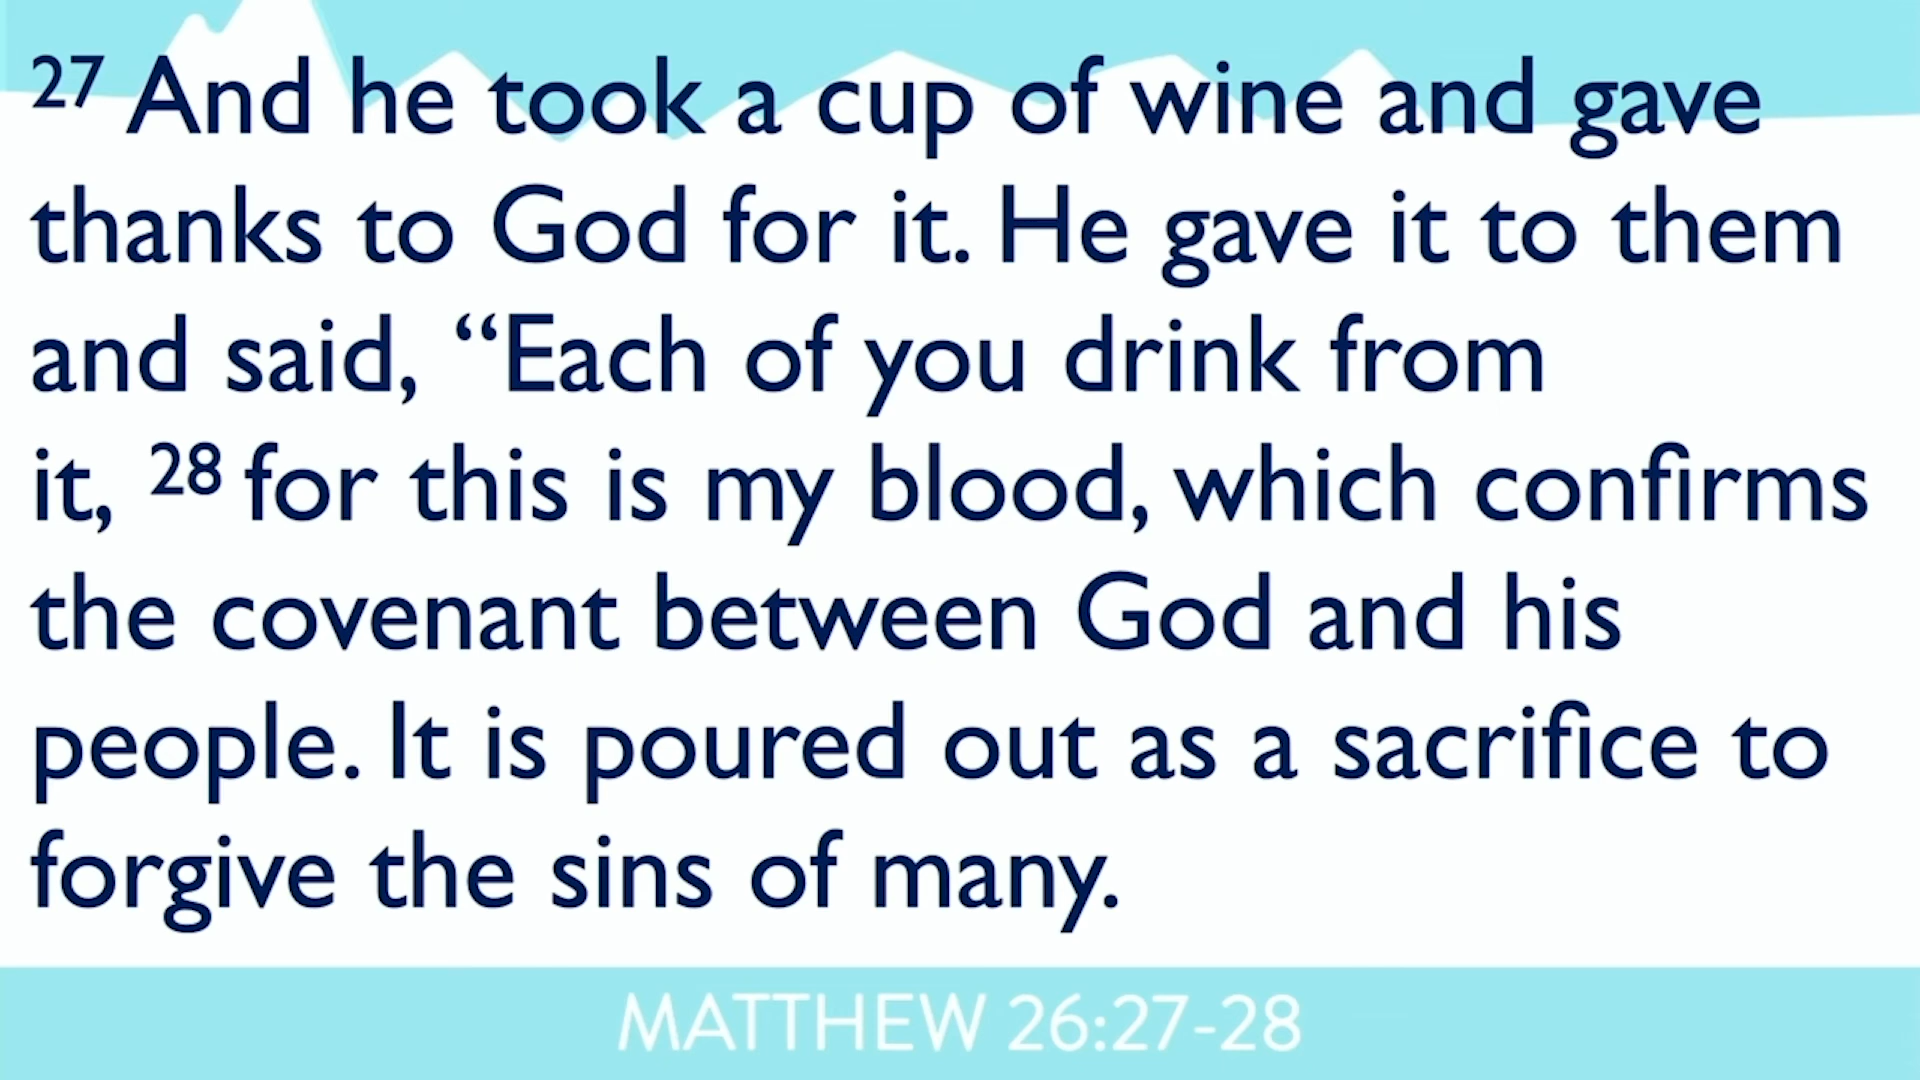 27 And he took a cup of wine and gave
thanks to God for it. He gave it to them
and said, “Each of you drink from
it, 28 for this is my blood, which confirms
the covenant between God and his
people. It is poured out as a sacrifice to
forgive the sins of many.
MATTHEW 26:27-28